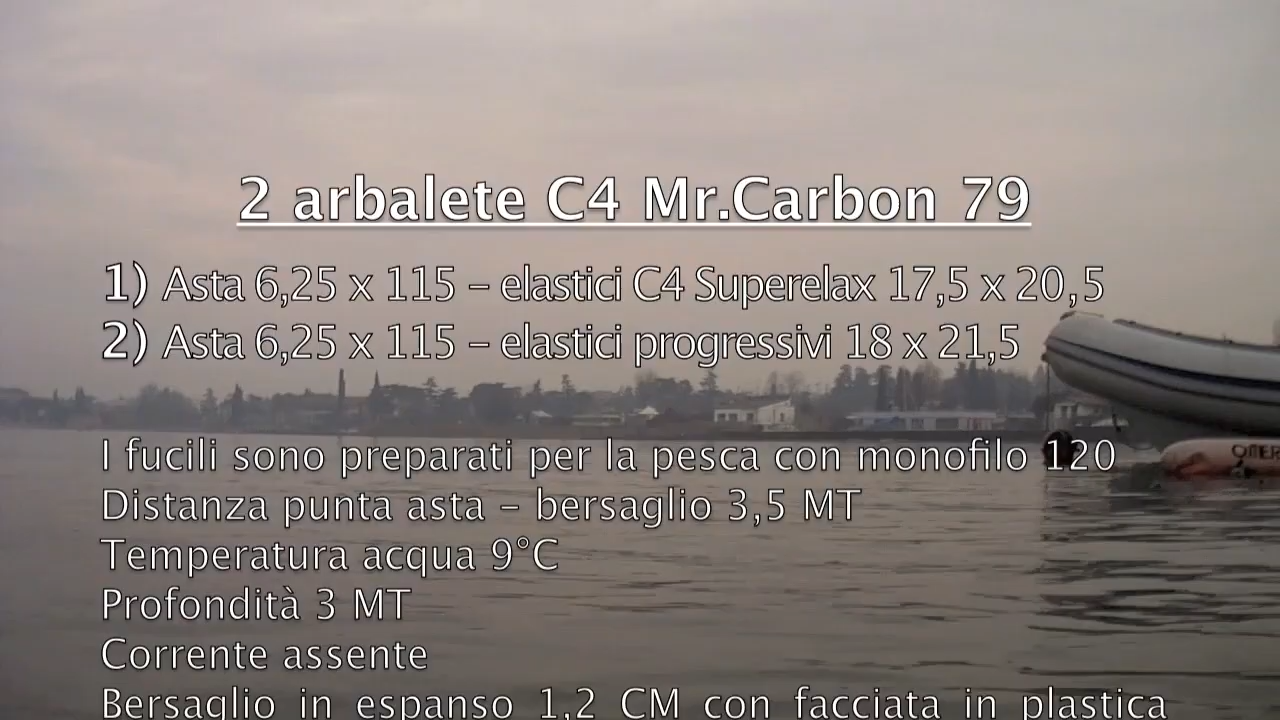 2 arbalete C4 Mr.Carbon 79
1) Asta 6,25 x 115 – elastici C4 Superelax 17,5 x 20,5
2) Asta 6,25 x 115 – elastici progressivi 18 x 21,5
I fucili sono preparati per la pesca con monofilo 120
Distanza punta asta – bersaglio 3,5 MT
Temperatura acqua 9°C
Profondità 3 MT
Corrente assente
Bersaglio in espanso 1,2 CM con facciata in plastica